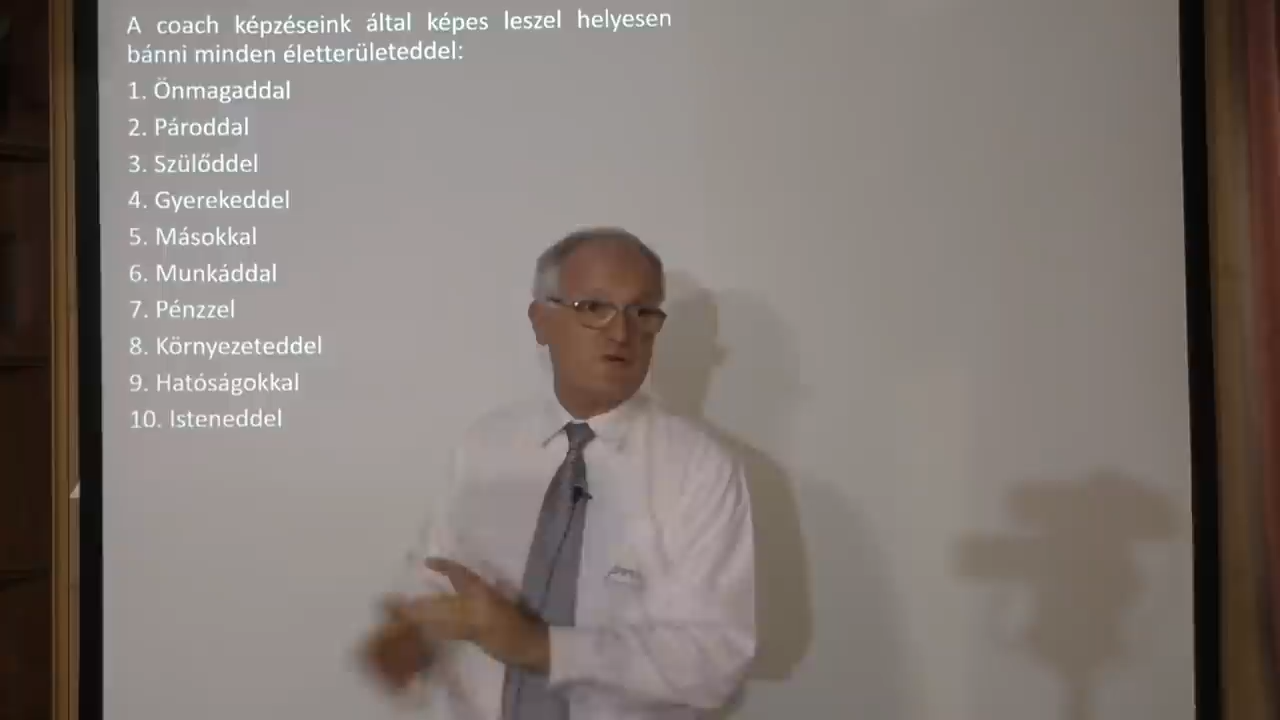 A coach képzéseink által képes leszel helyesen
bánni minden életterületeddel:
1. Önmagaddal
2. Pároddal
3. Szülőddel
4. Gyerekeddel
5. Másokkal
6. Munkáddal
7. Pénzzel
8. Környezeteddel
9. Hatóságokkal
10. Isteneddel